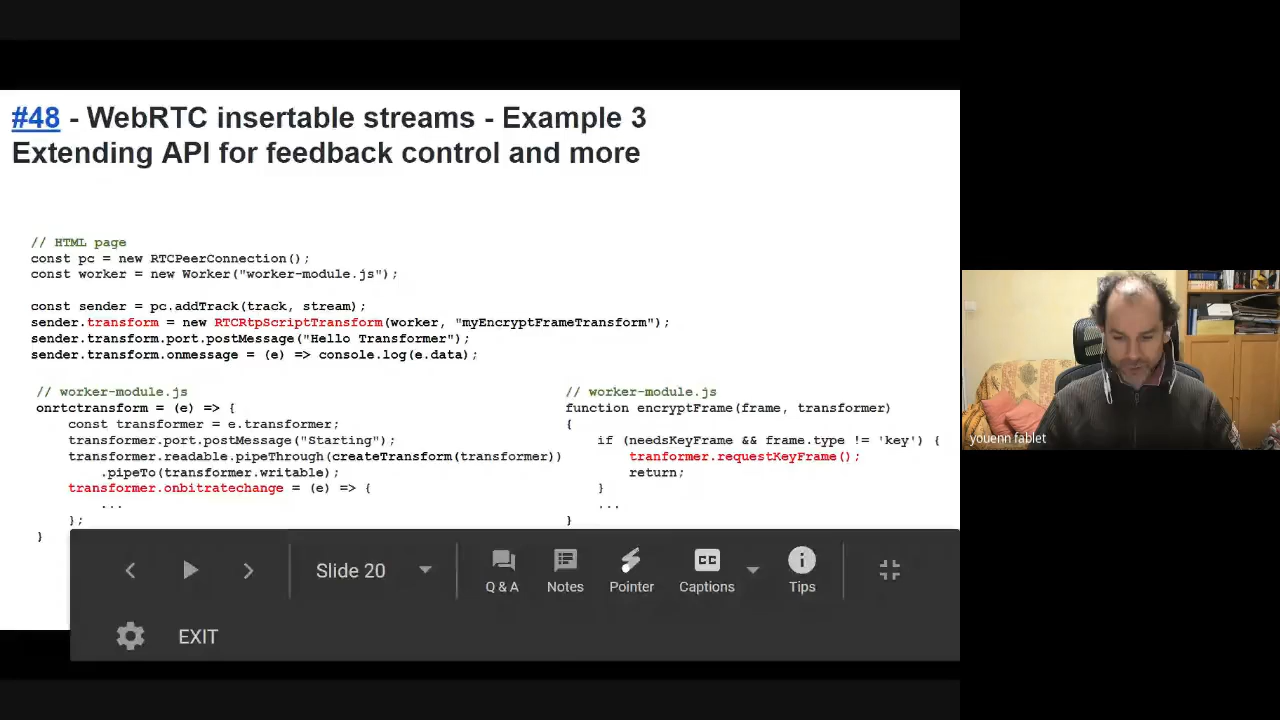 #48 - WebRTC insertable streams - Example 3
Extending API for feedback control and more
// HTML page
const pc = new RTCPeerConnection();
const worker = new Worker("worker-module.js");
const sender = pc.addTrack(track, stream);
sender.transform = new RTCRtpScriptTransform(worker, "myEncryptFrameTransform");
sender.transform.port.postMessage("Hello Transformer");
sender.transform.onmessage = (e) => console.log(e.data);
// worker-module.js
onrtctransform = (e) => {
const transformer = e.transformer;
transformer.port.postMessage("Starting");
transformer.readable.pipeThrough(createTransform(transformer))
.pipeTo(transformer.writable);
transformer.onbitratechange = (e) => {
...
};
}
// worker-module.js
function encryptFrame(frame, transformer)
{
if (needsKeyFrame && frame.type != 'key') {
tranformer.requestKeyFrame();
return;
}
...
}
Slide 20
Q & A
Notes
Pointer
CC
Captions
Tips
EXIT
youenn fablet